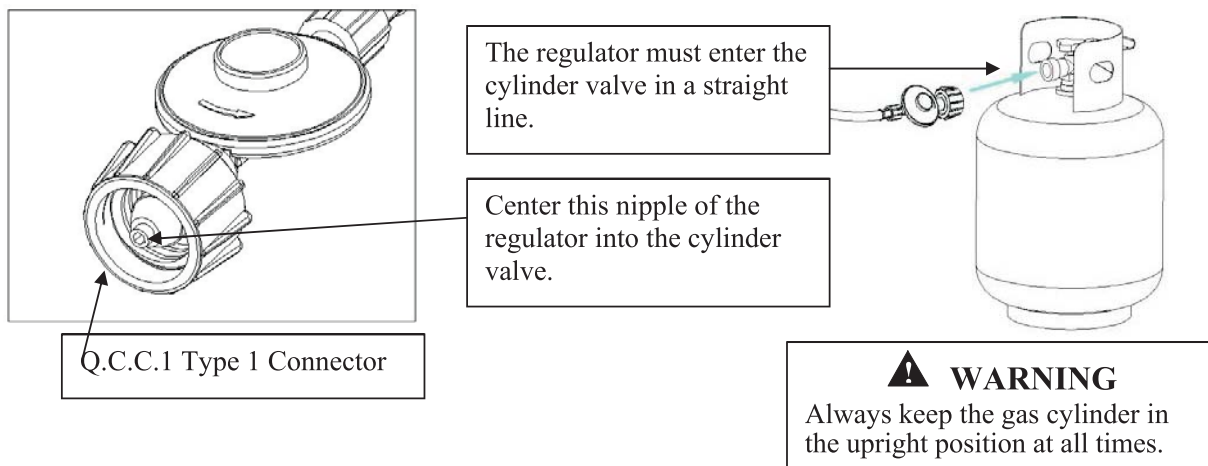 The regulator must enter the
cylinder valve in a straight
line.
Center this nipple of the
regulator into the cylinder
valve.
Q.C.C.1 Type 1 Connector
WARNING
Always keep the gas cylinder in
the upright position at all times.